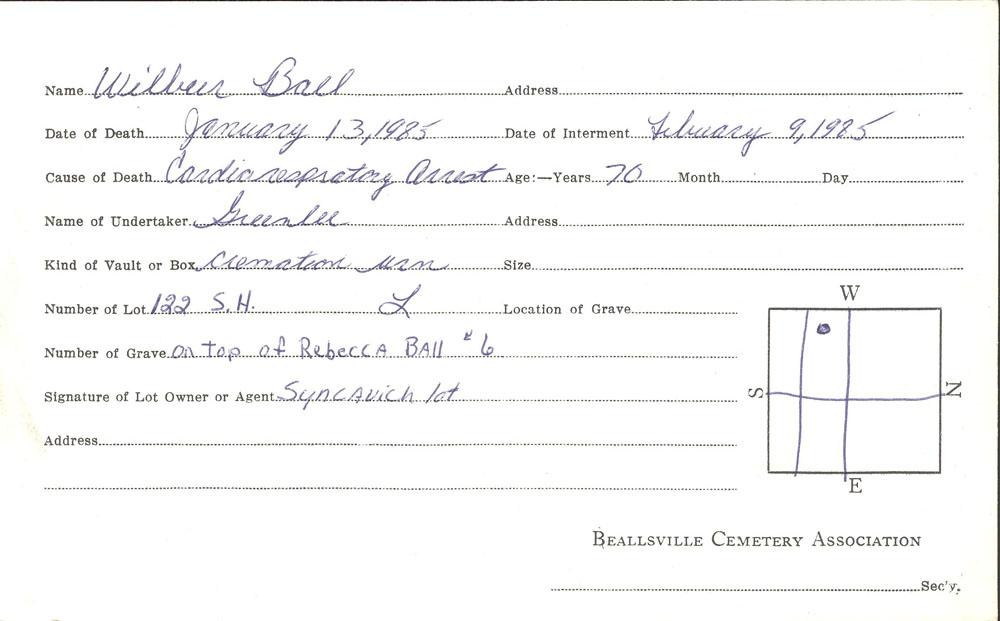 Name Wilbur Ball Address
Date of Death January 13, 1985 Date of Interment February 9, 1985
Cause of Death Cardiorespratory Arrest Age:—Years 70 Month Day
Name of Undertaker Greenlee Address
Kind of Vault or Box Cremation urn Size
Number of Lot 122 S.H. L Location of Grave
W
Number of Grave on top of Rebecca Ball #6
Signature of Lot Owner or Agent Syncavich lot
S N
Address
E
Beallsville Cemetery Association
Sec'y.